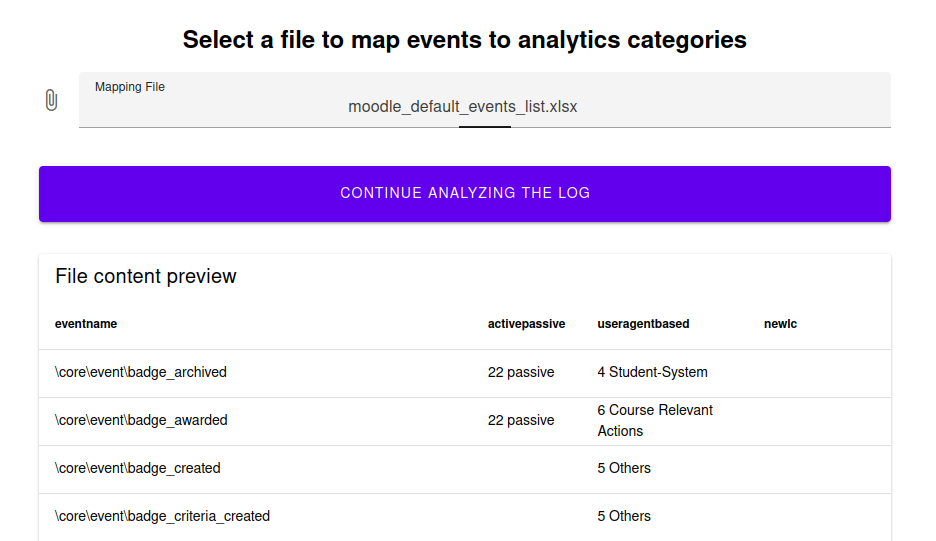 Select a file to map events to analytics categories
Mapping File
moodle_default_events_list.xlsx
CONTINUE ANALYZING THE LOG
File content preview
eventname activepassive useragentbased newlc
\core\event\badge_archived 22 passive 4 Student-System
\core\event\badge_awarded 22 passive 6 Course Relevant
Actions
\core\event\badge_created 5 Others
\core\event\badge_criteria_created 5 Others